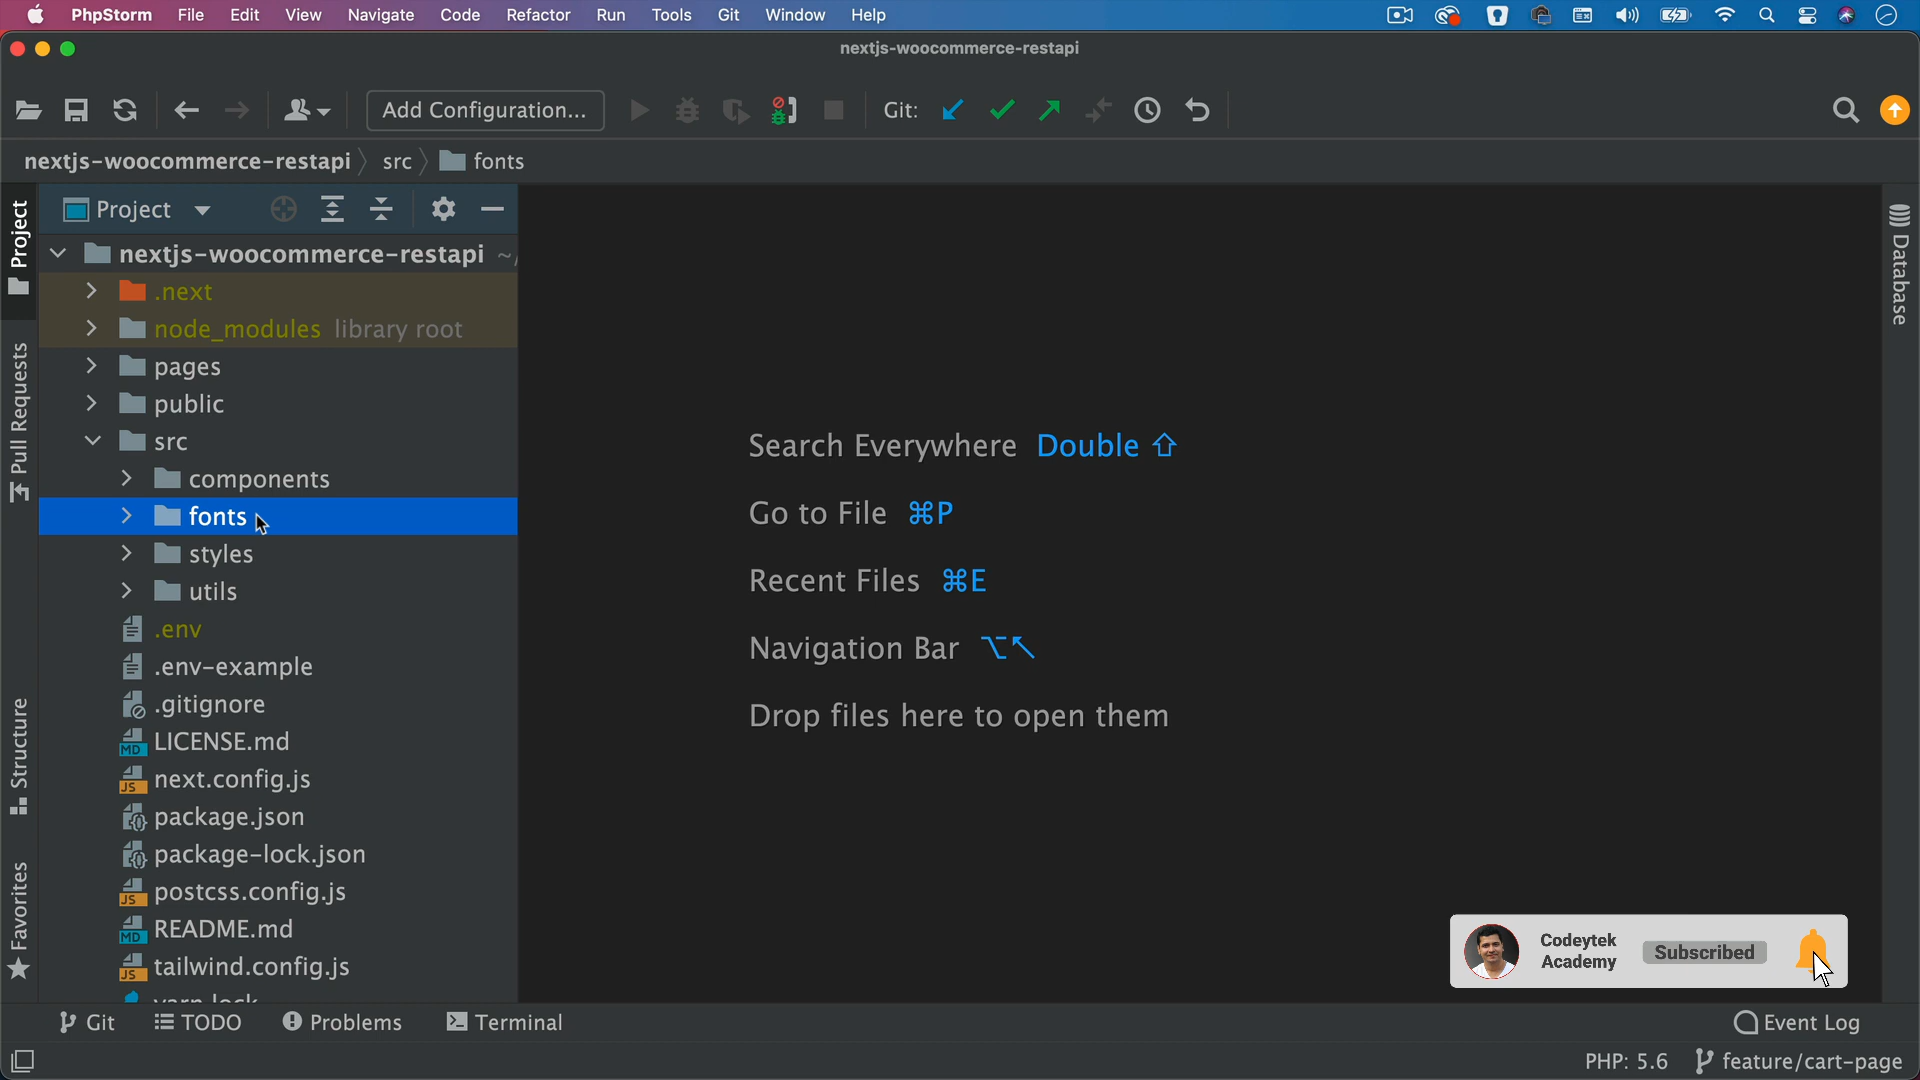 PhpStorm File Edit View Navigate Code Refactor Run Tools Git Window Help
nextjs-woocommerce-restapi
Add Configuration... Git:
nextjs-woocommerce-restapi src fonts
Project
nextjs-woocommerce-restapi ~/
.next
node_modules library root
pages
public
src
components
fonts
styles
utils
.env
.env-example
.gitignore
LICENSE.md
next.config.js
package.json
package-lock.json
postcss.config.js
README.md
tailwind.config.js
yarn.lock
Project
Pull Requests
Structure
Favorites
Search Everywhere Double ⇧
Go to File ⌘P
Recent Files ⌘E
Navigation Bar ⌥↖
Drop files here to open them
Database
Codeytek
Academy
Subscribed
Git TODO Problems Terminal Event Log
PHP: 5.6 feature/cart-page